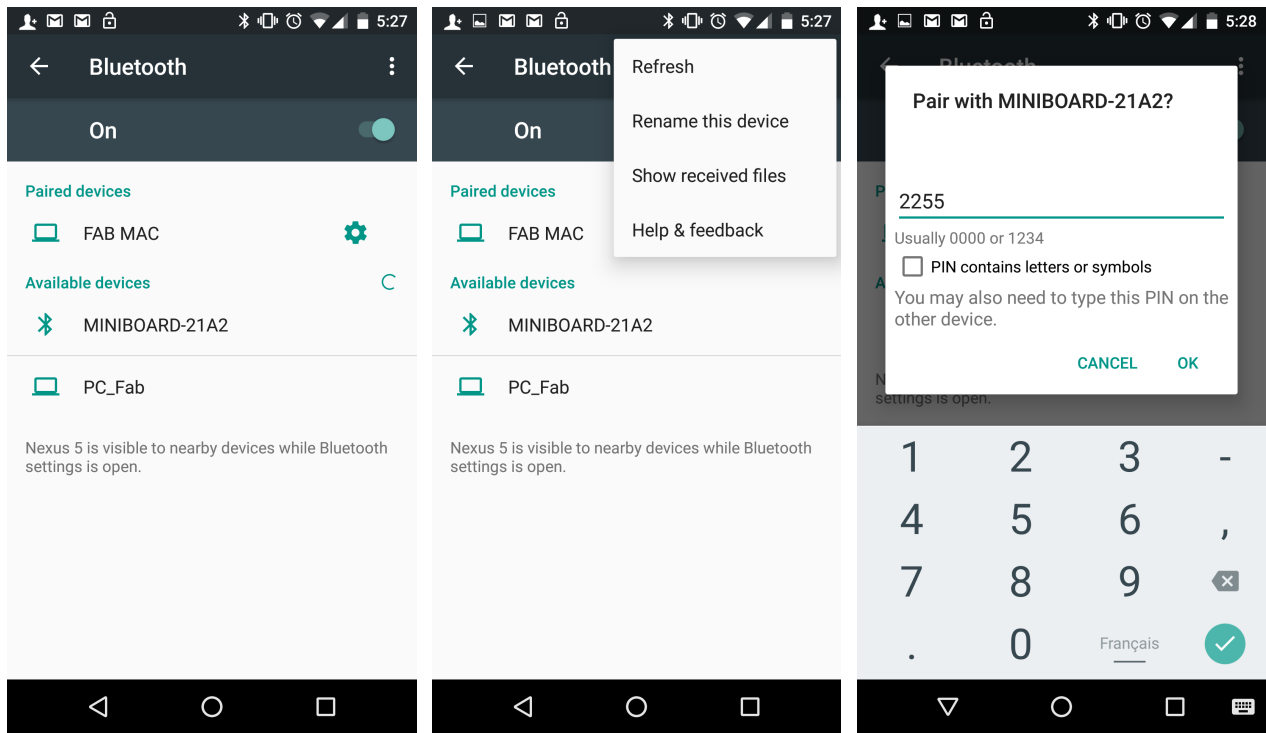 5:27
Bluetooth
On
Paired devices
FAB MAC
Available devices
MINIBOARD-21A2
PC_Fab
Nexus 5 is visible to nearby devices while Bluetooth
settings is open.
5:27
Bluetooth
Refresh
Rename this device
On
Show received files
Paired devices
FAB MAC
Help & feedback
Available devices
MINIBOARD-21A2
PC_Fab
Nexus 5 is visible to nearby devices while Bluetooth
settings is open.
5:28
Bluetooth
Pair with MINIBOARD-21A2?
2255
Usually 0000 or 1234
PIN contains letters or symbols
You may also need to type this PIN on the
other device.
CANCEL OK
settings is open.
1 2 3 -
4 5 6 ,
7 8 9
. 0 Français